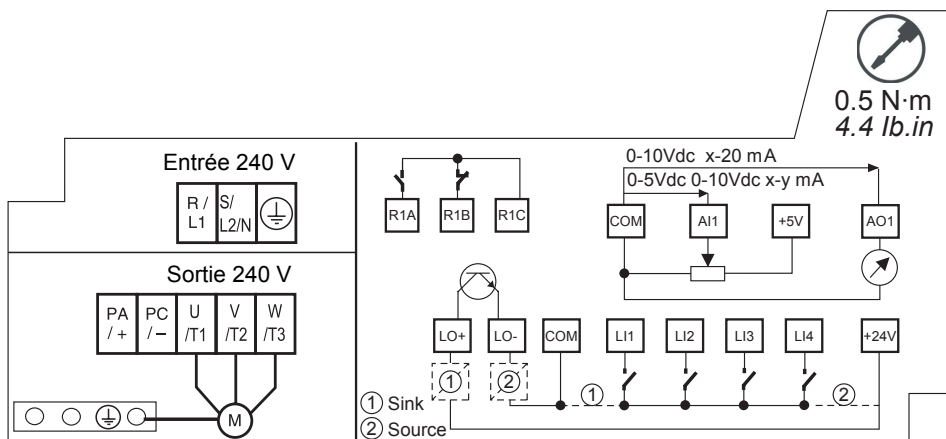 0.5 N·m
4.4 lb.in
Entrée 240 V
R / L1
S/ L2/N
Sortie 240 V
PA / +
PC / −
U /T1
V /T2
W /T3
M
R1A
R1B
R1C
0-10Vdc x-20 mA
0-5Vdc 0-10Vdc x-y mA
COM
AI1
+5V
AO1
LO+
LO-
COM
LI1
LI2
LI3
LI4
+24V
1
2
1
2
1 Sink
2 Source